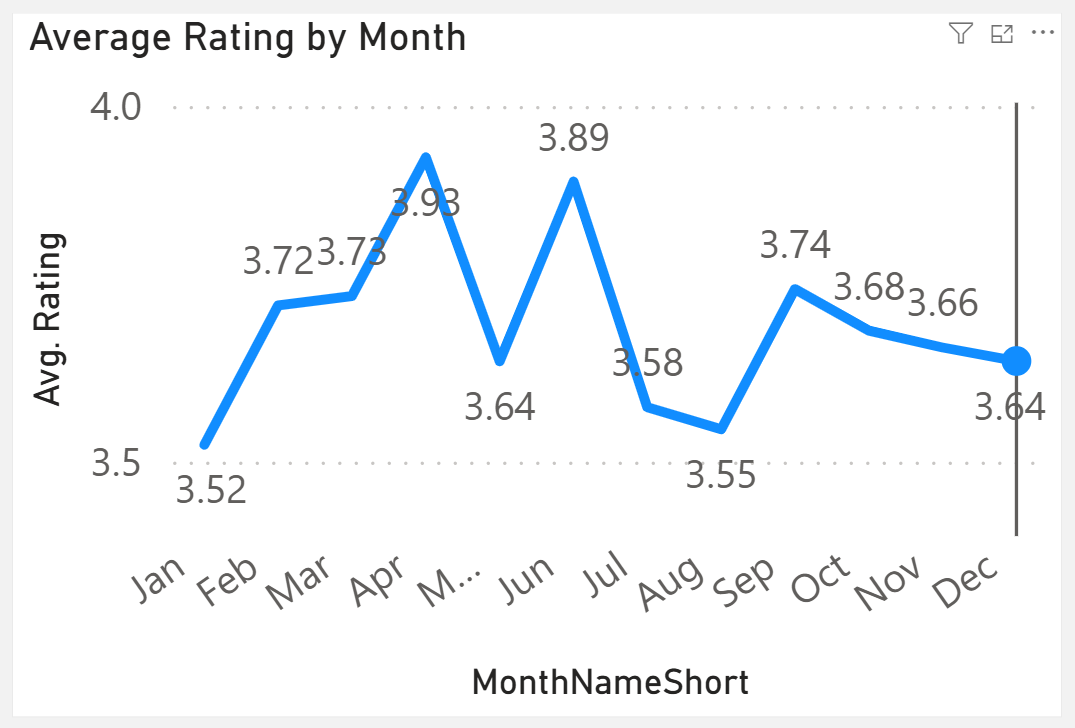 Average Rating by Month
4.0
3.89
3.93
3.74
3.72
3.73
3.68
3.66
3.58
3.64
3.64
3.5
3.55
3.52
Avg. Rating
Jan
Feb
Mar
Apr
M...
Jun
Jul
Aug
Sep
Oct
Nov
Dec
MonthNameShort